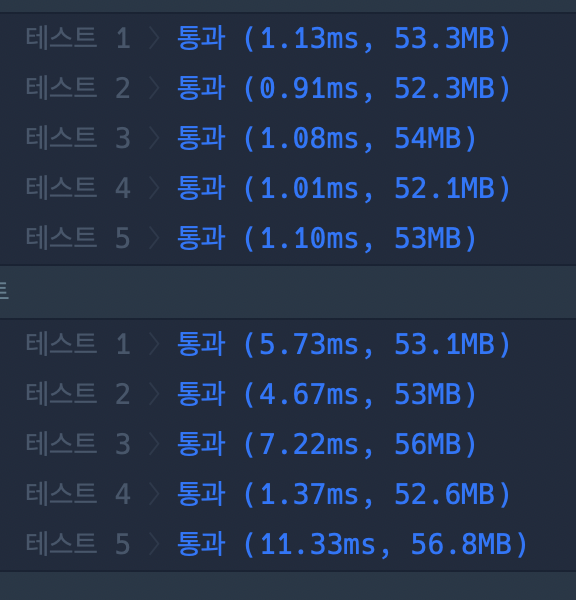 테스트 1 〉 통과 (1.13ms, 53.3MB)
테스트 2 〉 통과 (0.91ms, 52.3MB)
테스트 3 〉 통과 (1.08ms, 54MB)
테스트 4 〉 통과 (1.01ms, 52.1MB)
테스트 5 〉 통과 (1.10ms, 53MB)
트
테스트 1 〉 통과 (5.73ms, 53.1MB)
테스트 2 〉 통과 (4.67ms, 53MB)
테스트 3 〉 통과 (7.22ms, 56MB)
테스트 4 〉 통과 (1.37ms, 52.6MB)
테스트 5 〉 통과 (11.33ms, 56.8MB)